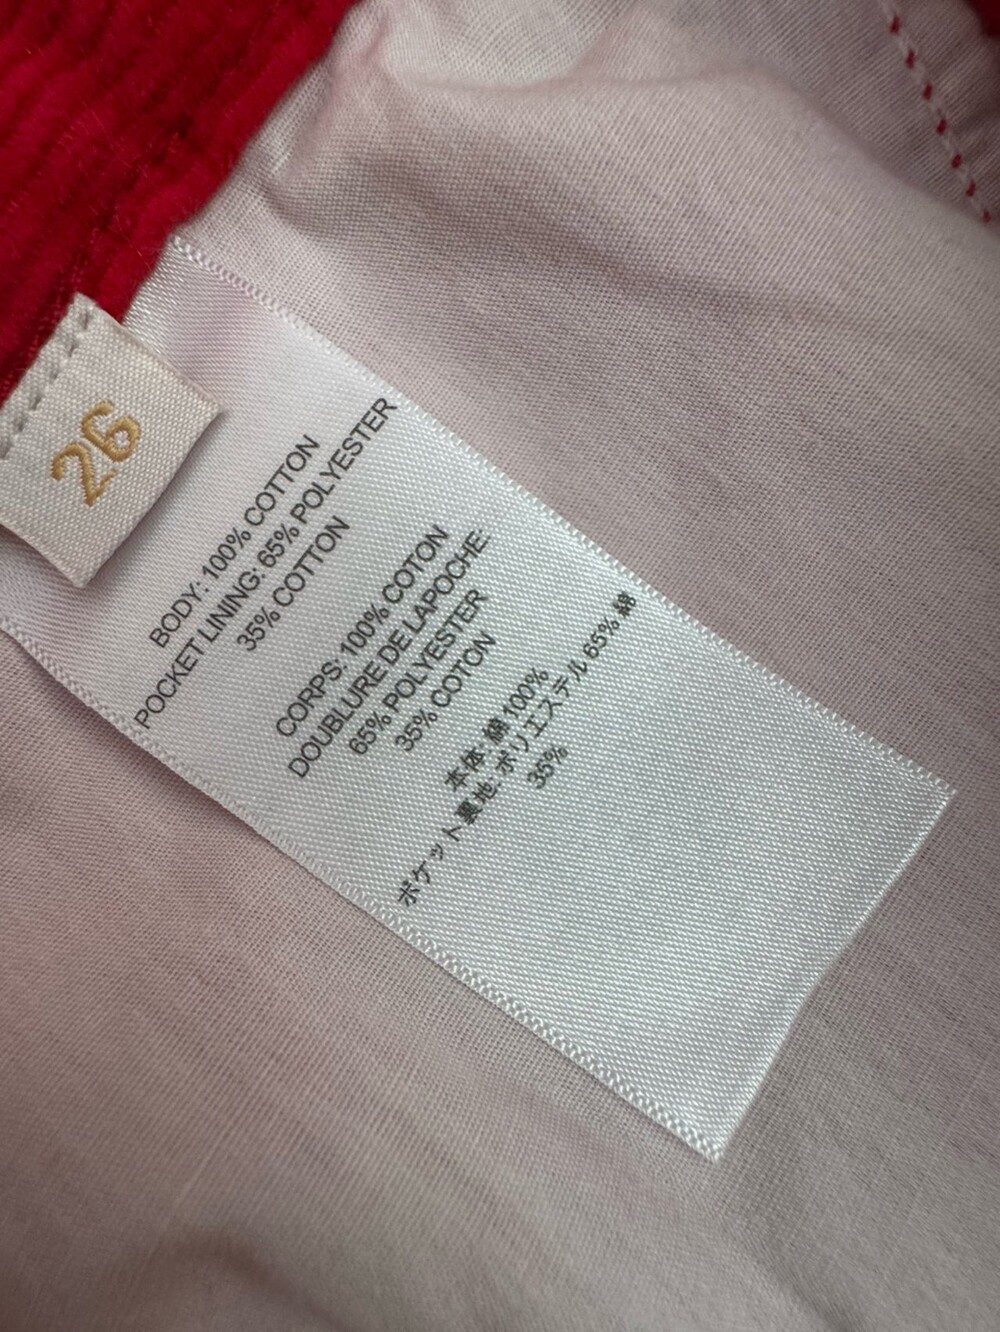 26
BODY: 100% COTTON
POCKET LINING: 65% POLYESTER
35% COTTON
CORPS: 100% COTON
DOUBLURE DE LAPOCHE:
65% POLYESTER
35% COTON
本体: 綿 100%
ポケット裏地: ポリエステル 65% 綿
35%